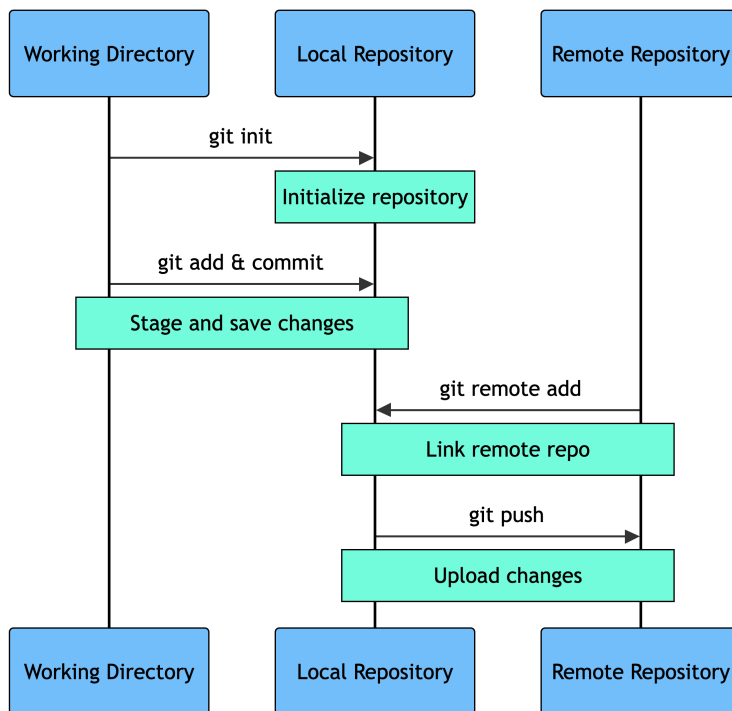 Working Directory
Local Repository
Remote Repository
git init
Initialize repository
git add & commit
Stage and save changes
git remote add
Link remote repo
git push
Upload changes
Working Directory
Local Repository
Remote Repository